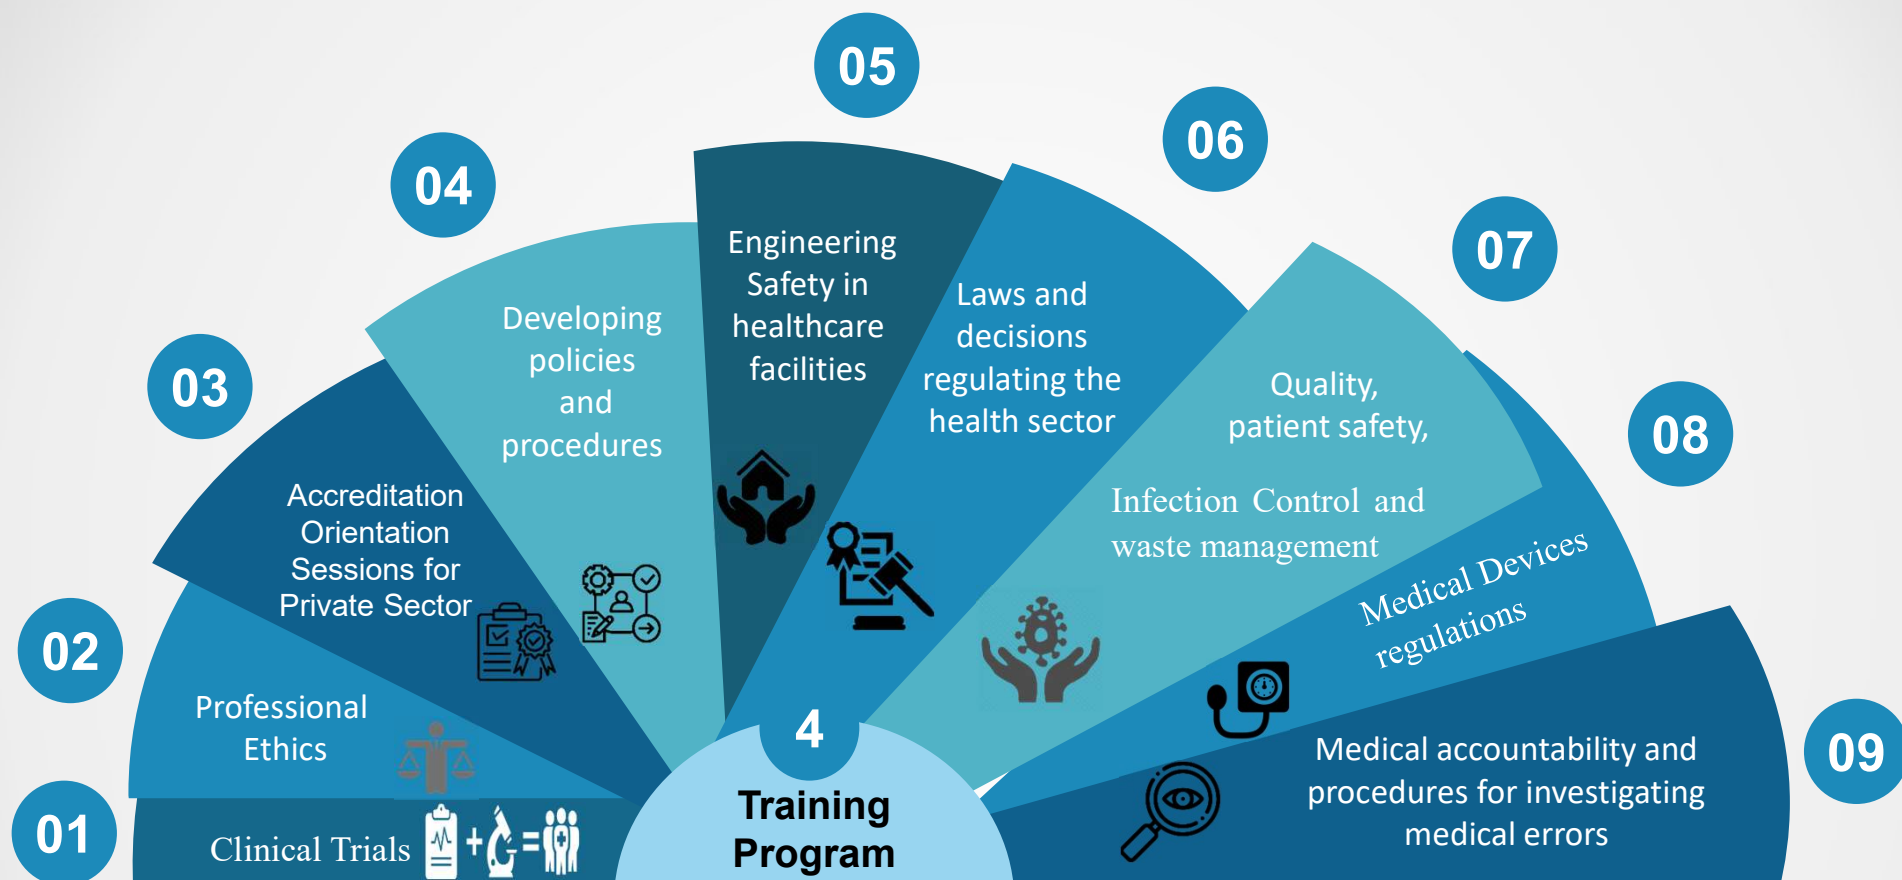 01
Clinical Trials
02
Professional
Ethics
03
Accreditation
Orientation
Sessions for
Private Sector
04
Developing
policies
and
procedures
05
Engineering
Safety in
healthcare
facilities
06
Laws and
decisions
regulating the
health sector
07
Quality,
patient safety,
Infection Control and
waste management
08
Medical Devices
regulations
09
Medical accountability and
procedures for investigating
medical errors
4
Training
Program